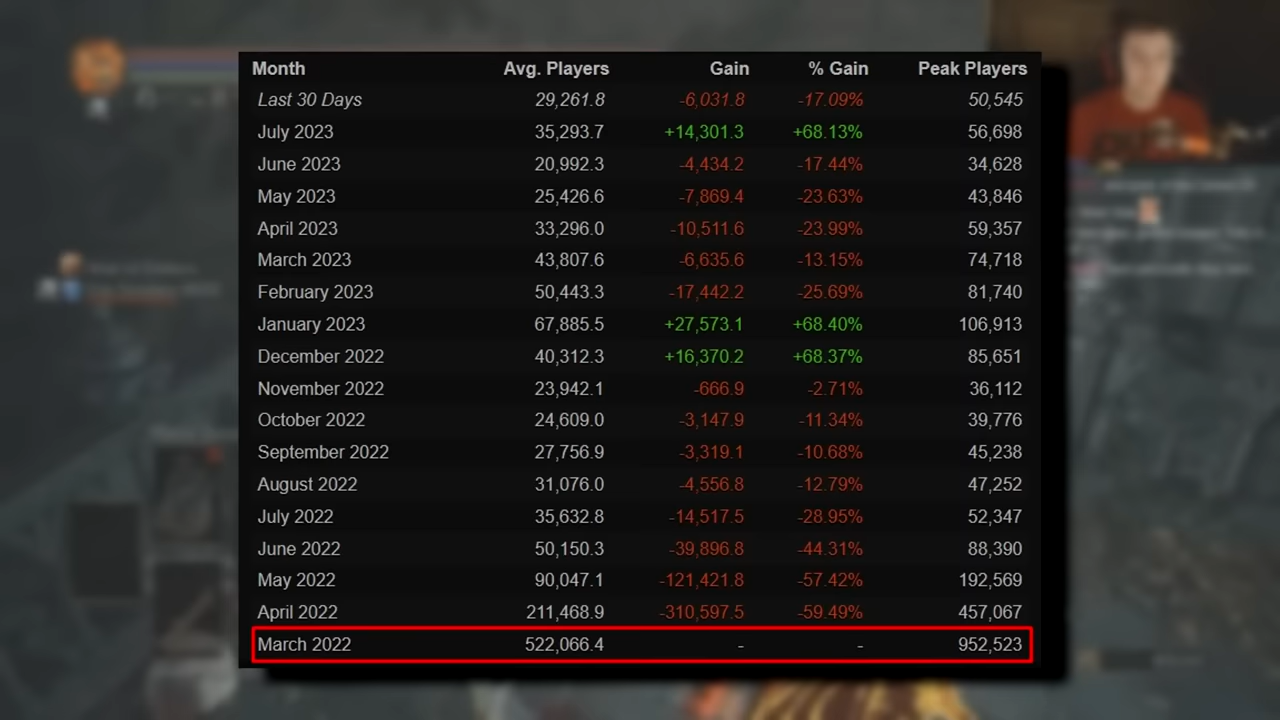 Month Avg. Players Gain % Gain Peak Players
Last 30 Days 29,261.8 -6,031.8 -17.09% 50,545
July 2023 35,293.7 +14,301.3 +68.13% 56,698
June 2023 20,992.3 -4,434.2 -17.44% 34,628
May 2023 25,426.6 -7,869.4 -23.63% 43,846
April 2023 33,296.0 -10,511.6 -23.99% 59,357
March 2023 43,807.6 -6,635.6 -13.15% 74,718
February 2023 50,443.3 -17,442.2 -25.69% 81,740
January 2023 67,885.5 +27,573.1 +68.40% 106,913
December 2022 40,312.3 +16,370.2 +68.37% 85,651
November 2022 23,942.1 -666.9 -2.71% 36,112
October 2022 24,609.0 -3,147.9 -11.34% 39,776
September 2022 27,756.9 -3,319.1 -10.68% 45,238
August 2022 31,076.0 -4,556.8 -12.79% 47,252
July 2022 35,632.8 -14,517.5 -28.95% 52,347
June 2022 50,150.3 -39,896.8 -44.31% 88,390
May 2022 90,047.1 -121,421.8 -57.42% 192,569
April 2022 211,468.9 -310,597.5 -59.49% 457,067
March 2022 522,066.4 - - 952,523